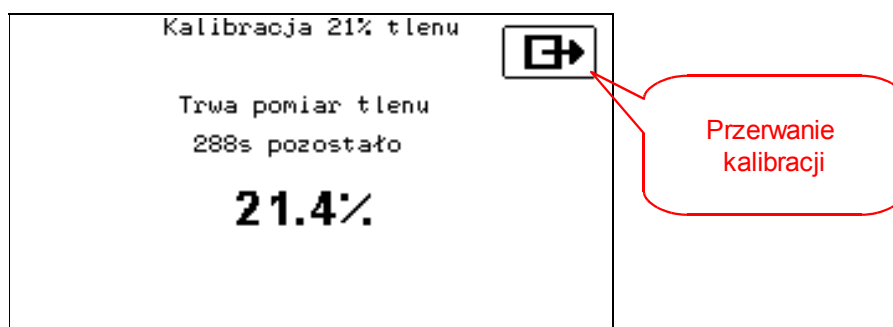 Kalibracja 21% tlenu
Trwa pomiar tlenu
288s pozostało
21.4%
Przerwanie
kalibracji